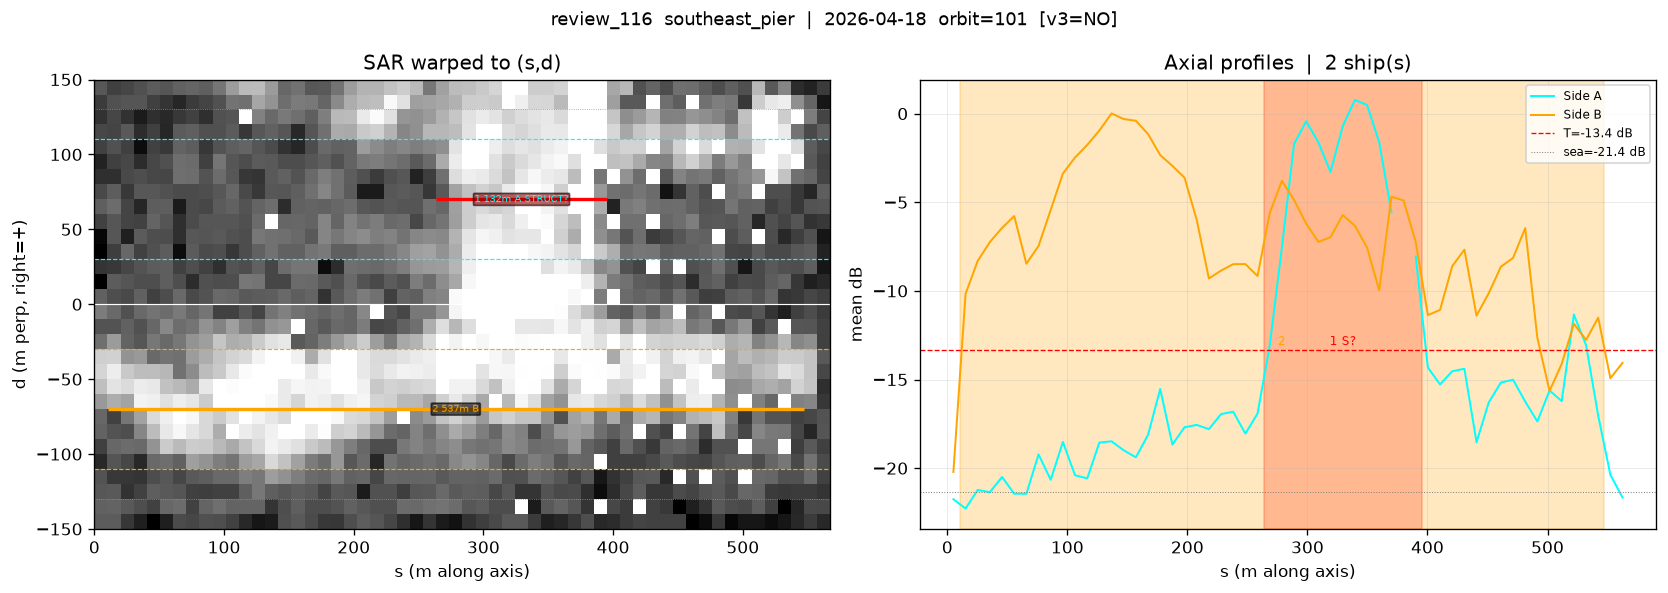 review_116 southeast_pier | 2026-04-18 orbit=101 [v3=NO]
SAR warped to (s,d)
d (m perp, right=+)
150
100
50
0
−50
−100
−150
1 132m A STRUCT?
2 537m B
0 100 200 300 400 500
s (m along axis)
Axial profiles | 2 ship(s)
mean dB
0
−5
−10
−15
−20
Side A
Side B
T=-13.4 dB
sea=-21.4 dB
2
1 S?
0 100 200 300 400 500
s (m along axis)